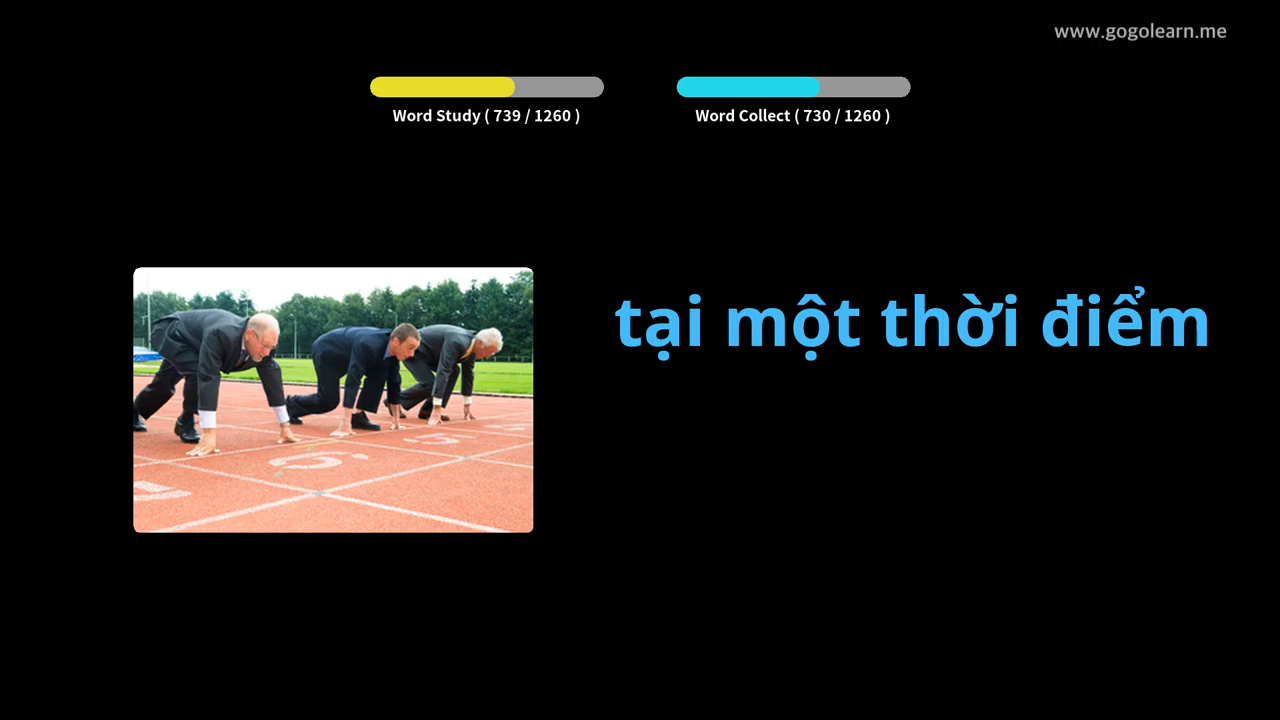 www.gogolearn.me
Word Study ( 739 / 1260 )
Word Collect ( 730 / 1260 )
tại một thời điểm